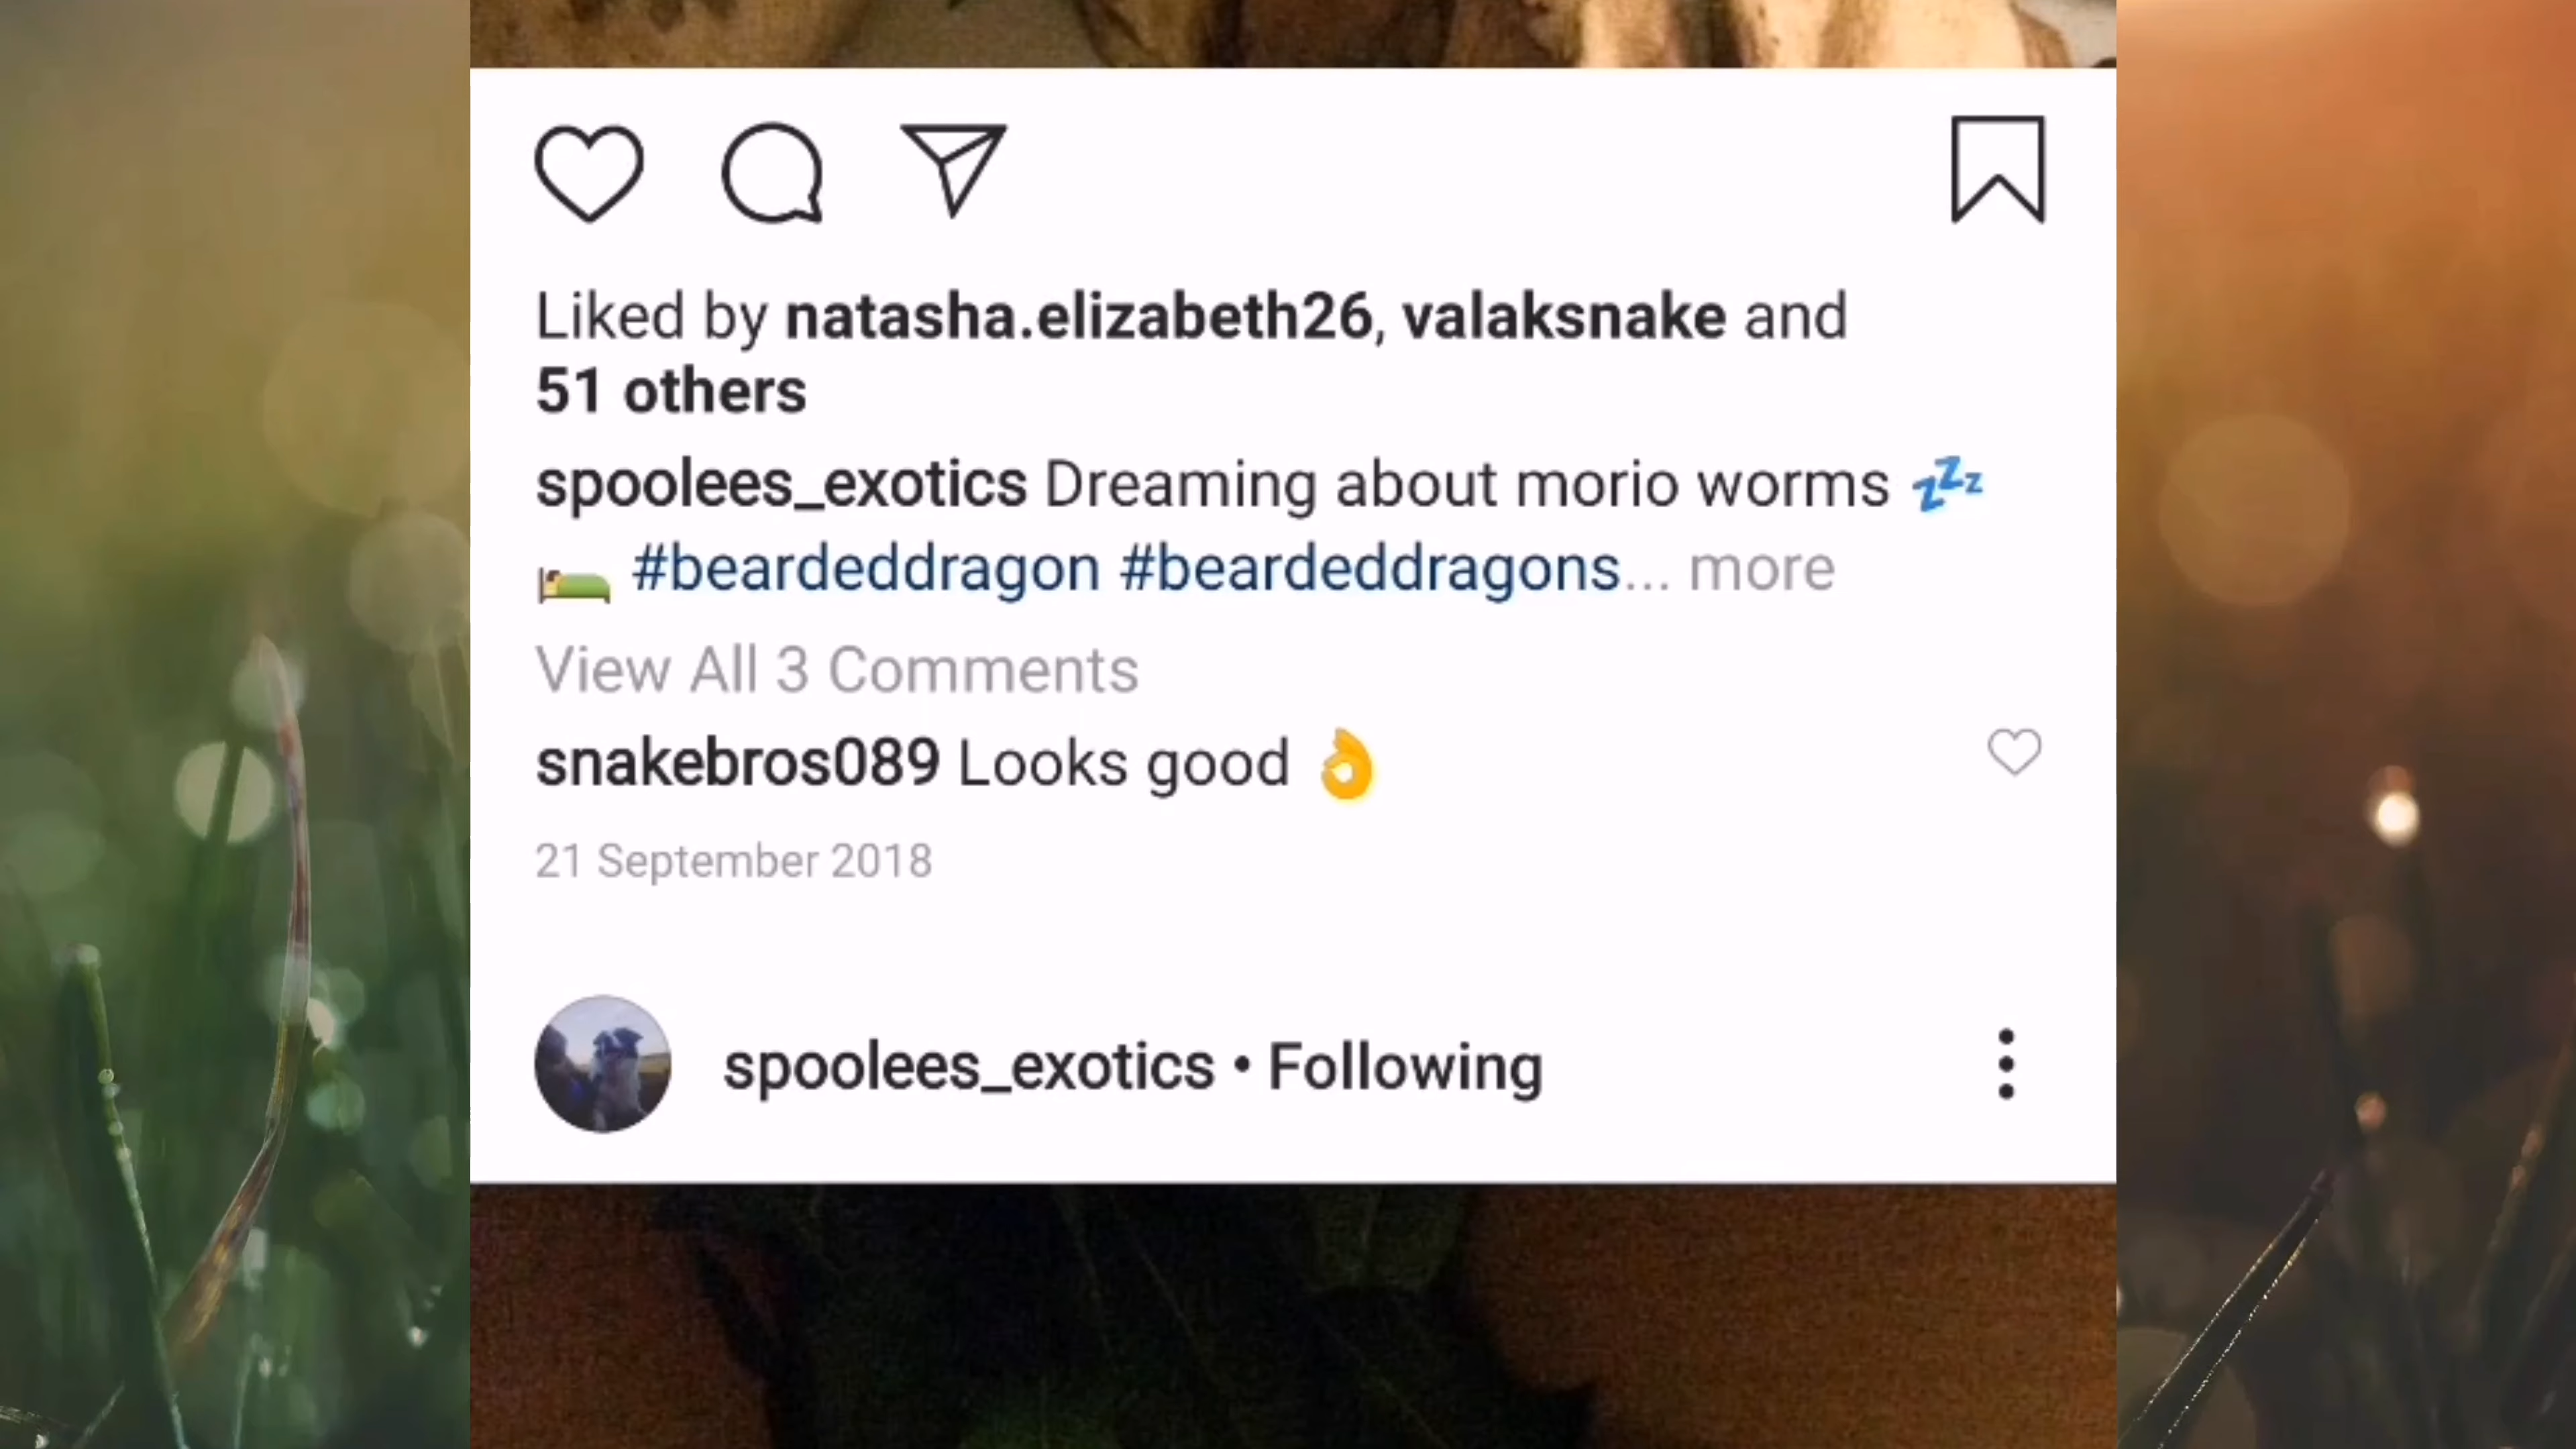 Liked by natasha.elizabeth26, valaksnake and
51 others
spoolees_exotics Dreaming about morio worms 💤
🛌 #beardeddragon #beardeddragons... more
View All 3 Comments
snakebros089 Looks good 👌
21 September 2018
spoolees_exotics • Following